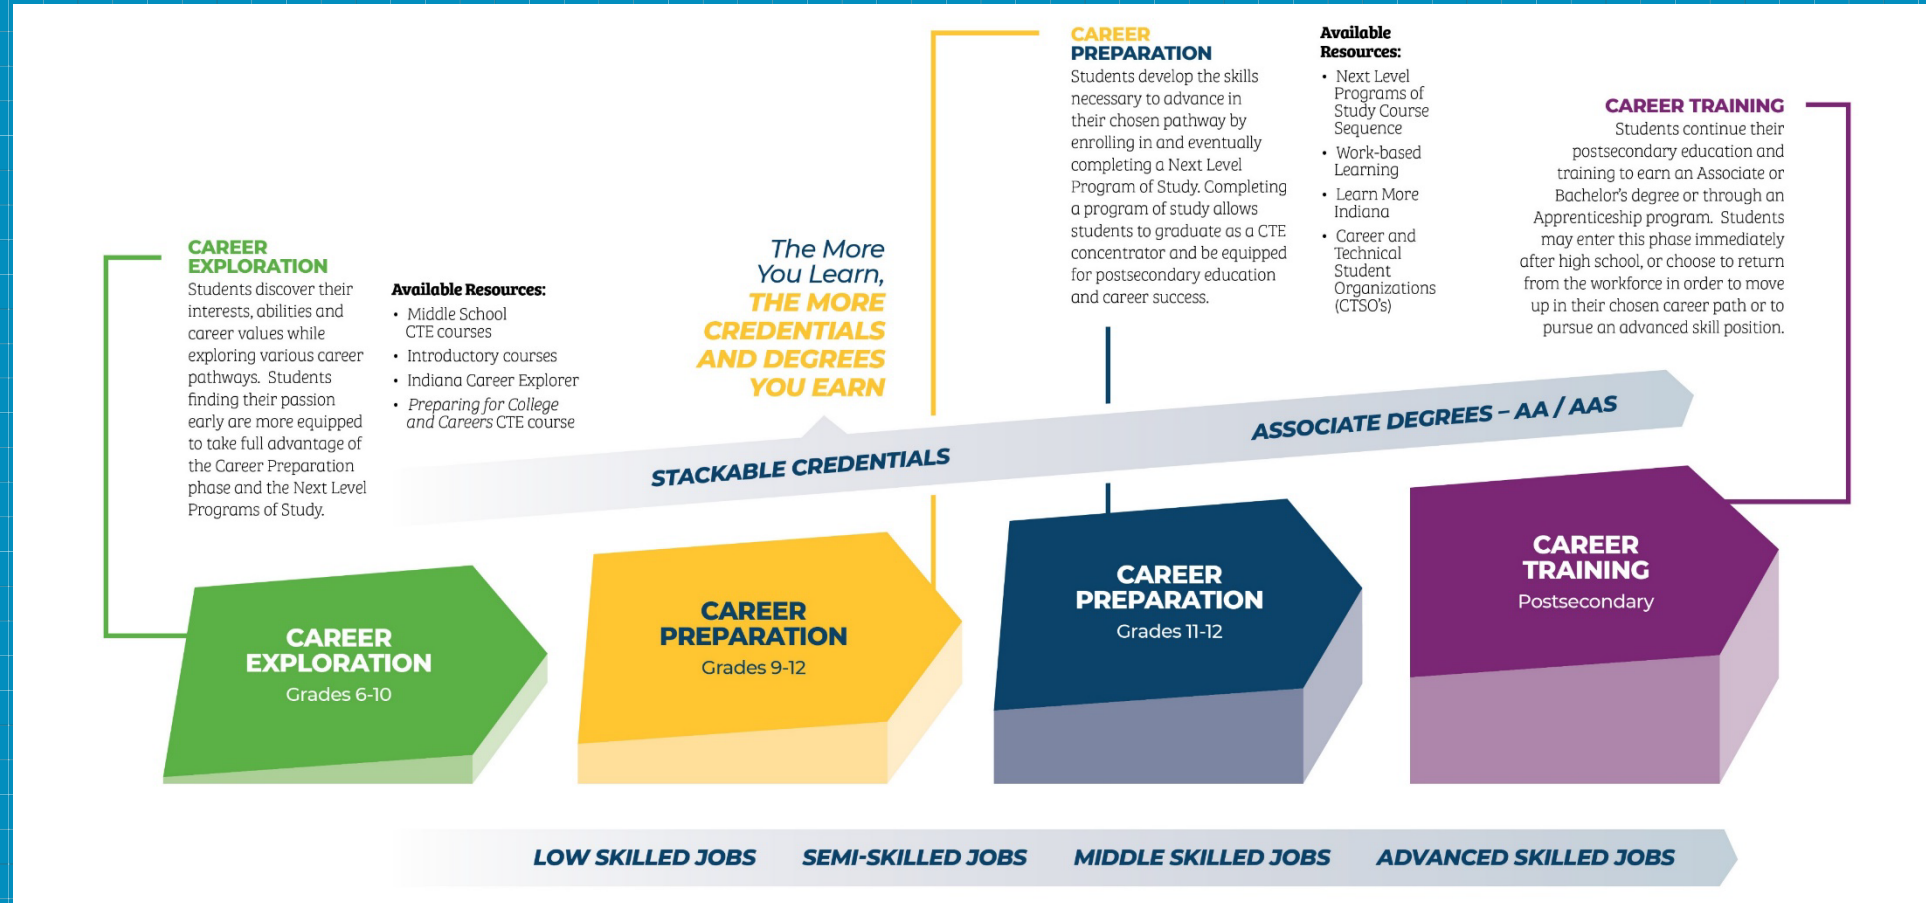 CAREER
EXPLORATION
Students discover their
interests, abilities and
career values while
exploring various career
pathways. Students
finding their passion
early are more equipped
to take full advantage of
the Career Preparation
phase and the Next Level
Programs of Study.
Available Resources:
• Middle School
CTE courses
• Introductory courses
• Indiana Career Explorer
• Preparing for College
and Careers CTE course
The More
You Learn,
THE MORE
CREDENTIALS
AND DEGREES
YOU EARN
CAREER
PREPARATION
Students develop the skills
necessary to advance in
their chosen pathway by
enrolling in and eventually
completing a Next Level
Program of Study. Completing
a program of study allows
students to graduate as a CTE
concentrator and be equipped
for postsecondary education
and career success.
Available
Resources:
• Next Level
Programs of
Study Course
Sequence
• Work-based
Learning
• Learn More
Indiana
• Career and
Technical
Student
Organizations
(CTSO's)
CAREER TRAINING
Students continue their
postsecondary education and
training to earn an Associate or
Bachelor's degree or through an
Apprenticeship program. Students
may enter this phase immediately
after high school, or choose to return
from the workforce in order to move
up in their chosen career path or to
pursue an advanced skill position.
STACKABLE CREDENTIALS
ASSOCIATE DEGREES – AA / AAS
CAREER
EXPLORATION
Grades 6-10
CAREER
PREPARATION
Grades 9-12
CAREER
PREPARATION
Grades 11-12
CAREER
TRAINING
Postsecondary
LOW SKILLED JOBS SEMI-SKILLED JOBS MIDDLE SKILLED JOBS ADVANCED SKILLED JOBS